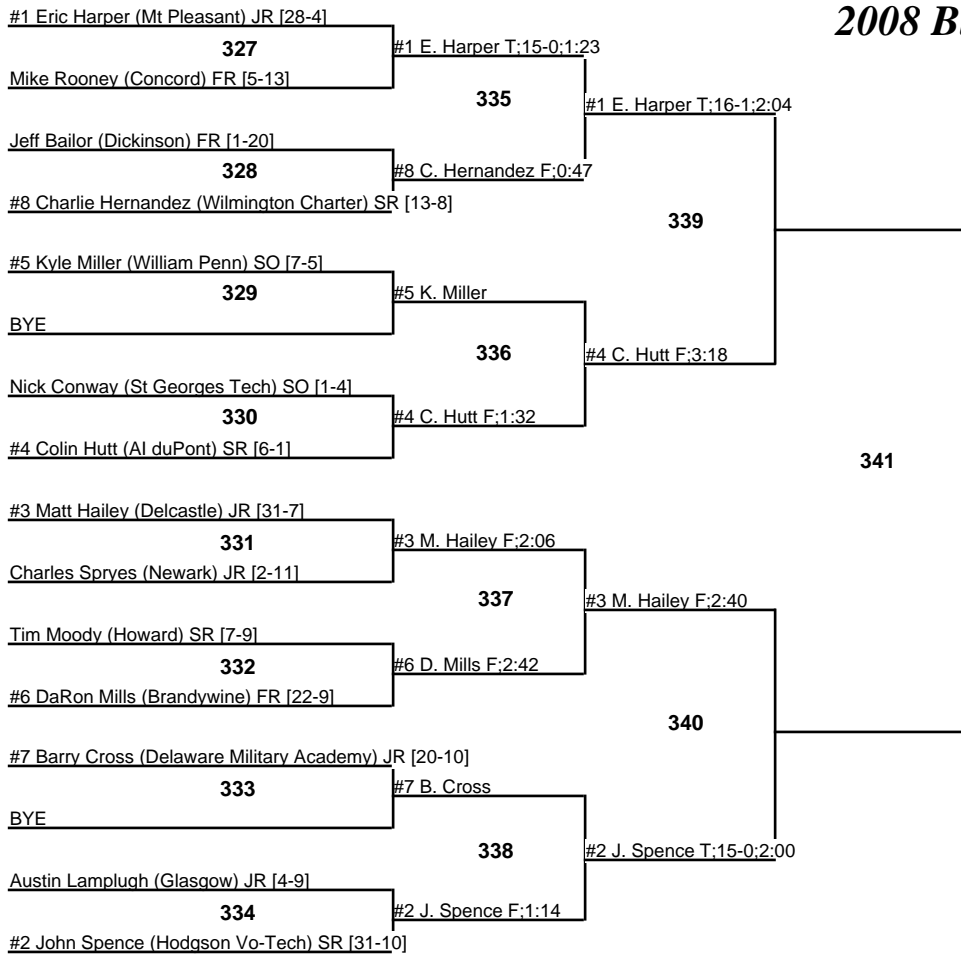 2008 B
#1 Eric Harper (Mt Pleasant) JR [28-4]
327
Mike Rooney (Concord) FR [5-13]
#1 E. Harper T;15-0;1:23
335
Jeff Bailor (Dickinson) FR [1-20]
328
#8 Charlie Hernandez (Wilmington Charter) SR [13-8]
#8 C. Hernandez F;0:47
#1 E. Harper T;16-1;2:04
339
#5 Kyle Miller (William Penn) SO [7-5]
329
BYE
#5 K. Miller
336
Nick Conway (St Georges Tech) SO [1-4]
330
#4 Colin Hutt (AI duPont) SR [6-1]
#4 C. Hutt F;1:32
#4 C. Hutt F;3:18
341
#3 Matt Hailey (Delcastle) JR [31-7]
331
Charles Spryes (Newark) JR [2-11]
#3 M. Hailey F;2:06
337
Tim Moody (Howard) SR [7-9]
332
#6 DaRon Mills (Brandywine) FR [22-9]
#6 D. Mills F;2:42
#3 M. Hailey F;2:40
340
#7 Barry Cross (Delaware Military Academy) JR [20-10]
333
BYE
#7 B. Cross
338
Austin Lamplugh (Glasgow) JR [4-9]
334
#2 John Spence (Hodgson Vo-Tech) SR [31-10]
#2 J. Spence F;1:14
#2 J. Spence T;15-0;2:00